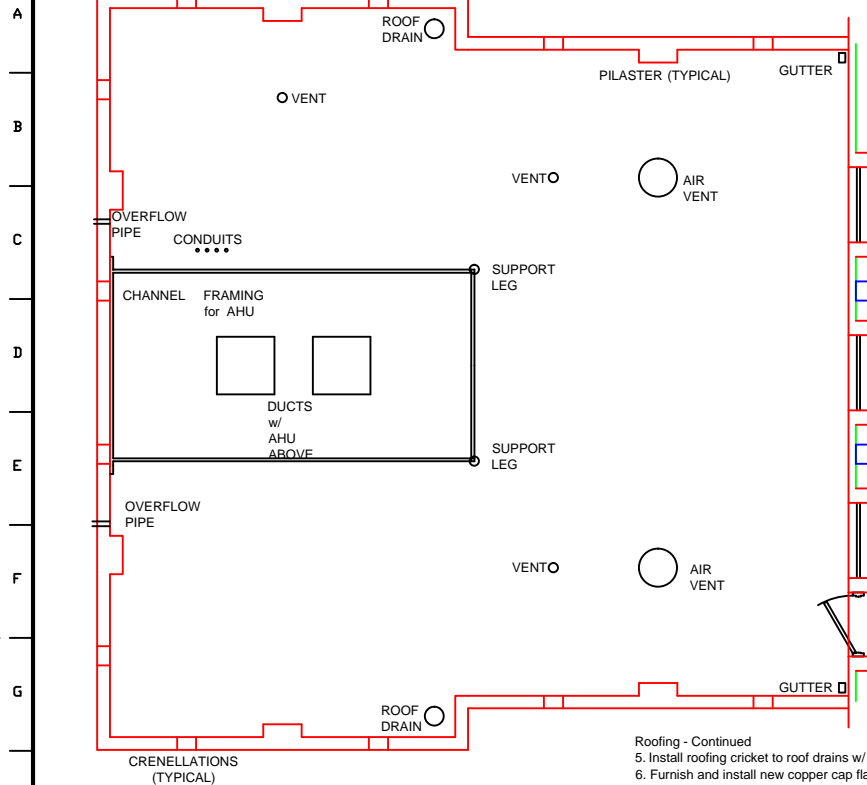 A
B
C
D
E
F
G
ROOF
DRAIN
PILASTER (TYPICAL)
GUTTER
VENT
VENT
AIR
VENT
OVERFLOW
PIPE
CONDUITS
SUPPORT
LEG
CHANNEL FRAMING
for AHU
DUCTS
w/
AHU
ABOVE
SUPPORT
LEG
OVERFLOW
PIPE
VENT
AIR
VENT
GUTTER
ROOF
DRAIN
CRENELLATIONS
(TYPICAL)
Roofing - Continued
5. Install roofing cricket to roof drains w/
6. Furnish and install new copper cap fla